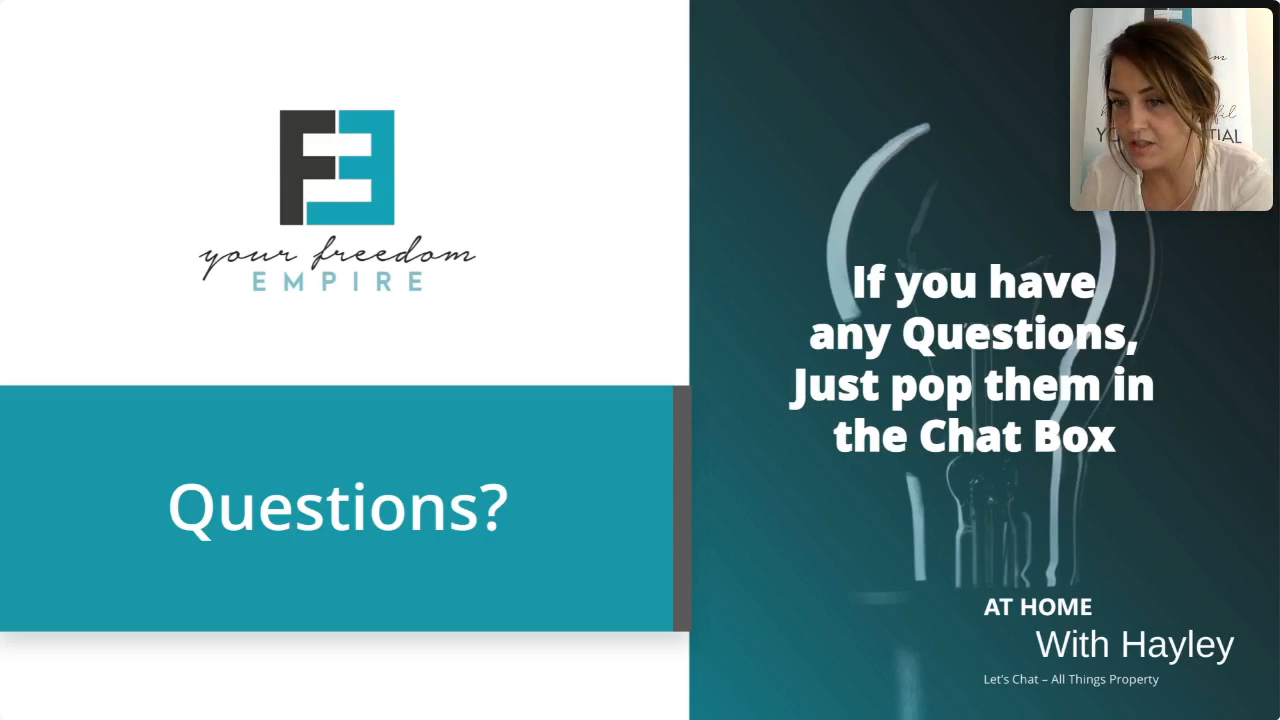 your freedom
EMPIRE
Questions?
If you have
any Questions,
Just pop them in
the Chat Box
AT HOME
With Hayley
Let's Chat – All Things Property